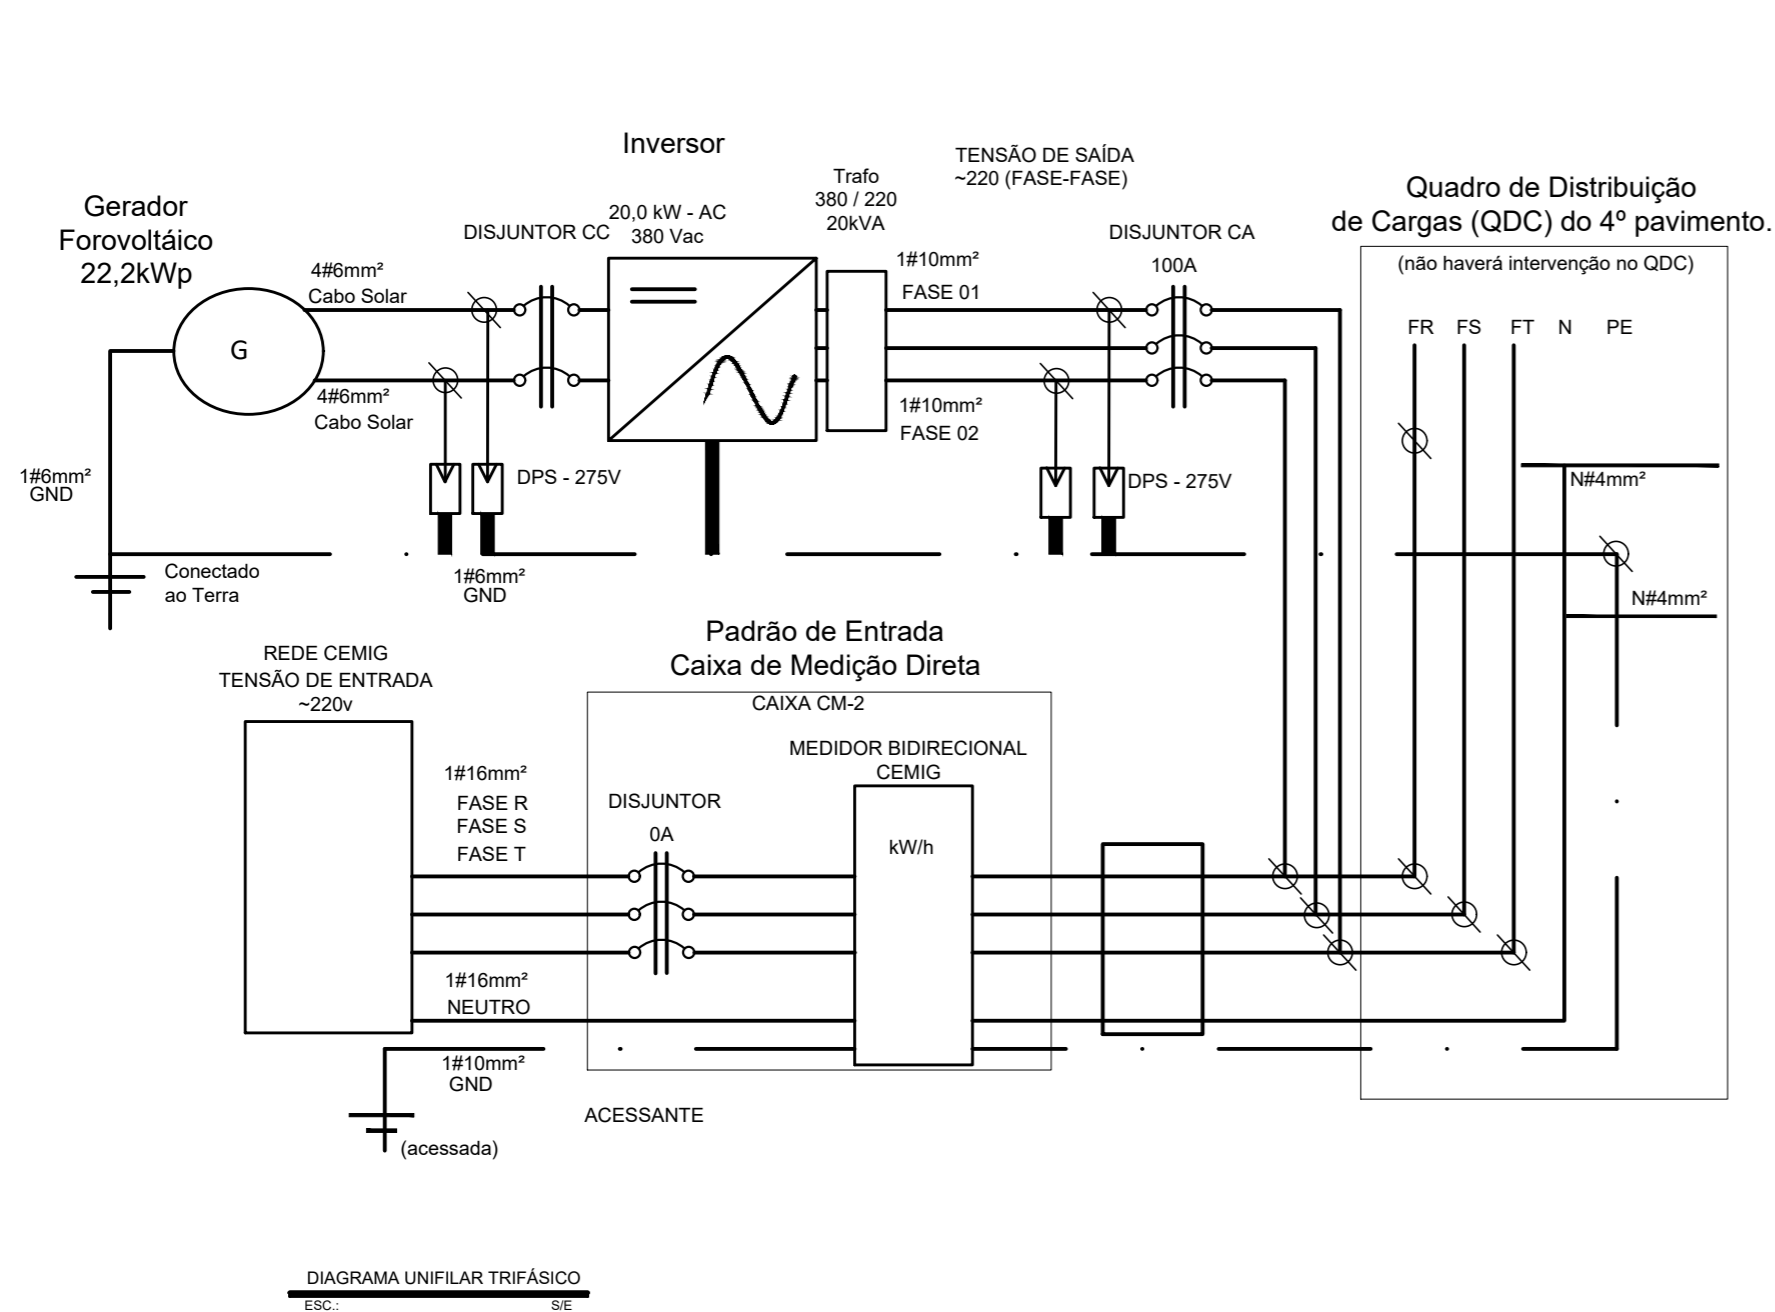 Inversor
Gerador
Forovoltáico
22,2kWp
DISJUNTOR CC
20,0 kW - AC
380 Vac
Trafo
380 / 220
20kVA
TENSÃO DE SAÍDA
~220 (FASE-FASE)
DISJUNTOR CA
100A
Quadro de Distribuição
de Cargas (QDC) do 4º pavimento.
(não haverá intervenção no QDC)
4#6mm²
Cabo Solar
1#10mm²
FASE 01
FR
FS
FT
N
PE
G
4#6mm²
Cabo Solar
1#10mm²
FASE 02
1#6mm²
GND
DPS - 275V
DPS - 275V
N#4mm²
Conectado
ao Terra
1#6mm²
GND
N#4mm²
Padrão de Entrada
Caixa de Medição Direta
REDE CEMIG
TENSÃO DE ENTRADA
~220v
CAIXA CM-2
MEDIDOR BIDIRECIONAL
CEMIG
1#16mm²
FASE R
FASE S
FASE T
DISJUNTOR
0A
kW/h
1#16mm²
NEUTRO
1#10mm²
GND
ACESSANTE
(acessada)
DIAGRAMA UNIFILAR TRIFÁSICO
ESC.:
S/E